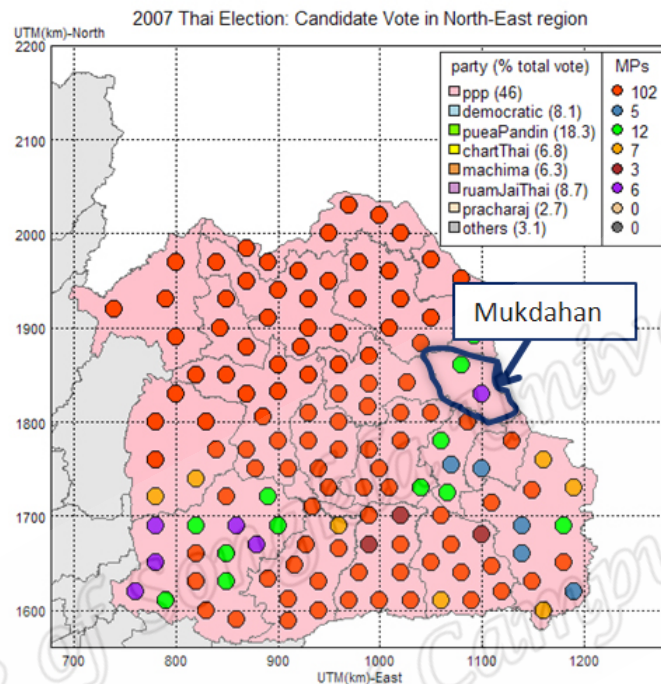 2007 Thai Election: Candidate Vote in North-East region
UTM(km)-North
2200
2100
2000
1900
1800
1700
1600
700 800 900 1000 1100 1200
UTM(km)-East
party (% total vote) MPs
ppp (46) 102
democratic (8.1) 5
pueaPandin (18.3) 12
chartThai (6.8) 7
machima (6.3) 3
ruamJaiThai (8.7) 6
pracharaj (2.7) 0
others (3.1) 0
Mukdahan